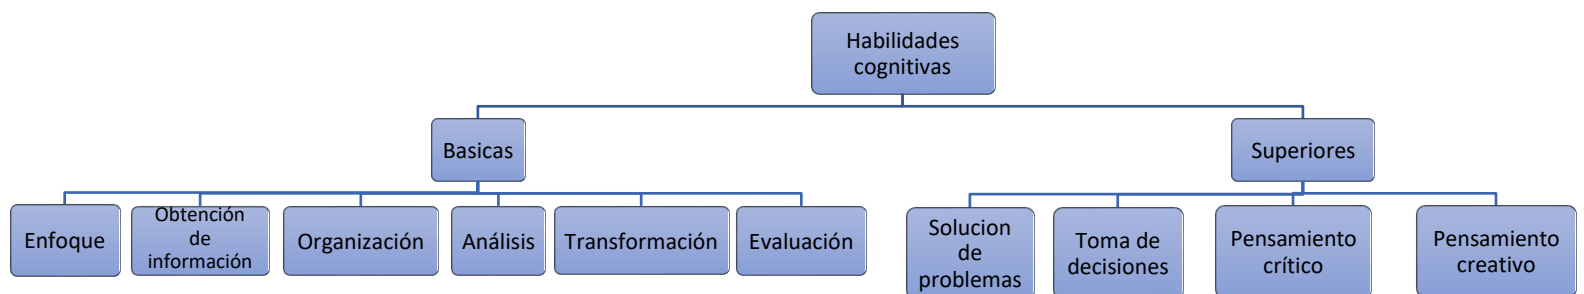 Habilidades
cognitivas
Basicas
Superiores
Enfoque
Obtención
de
información
Organización
Análisis
Transformación
Evaluación
Solucion
de
problemas
Toma de
decisiones
Pensamiento
crítico
Pensamiento
creativo